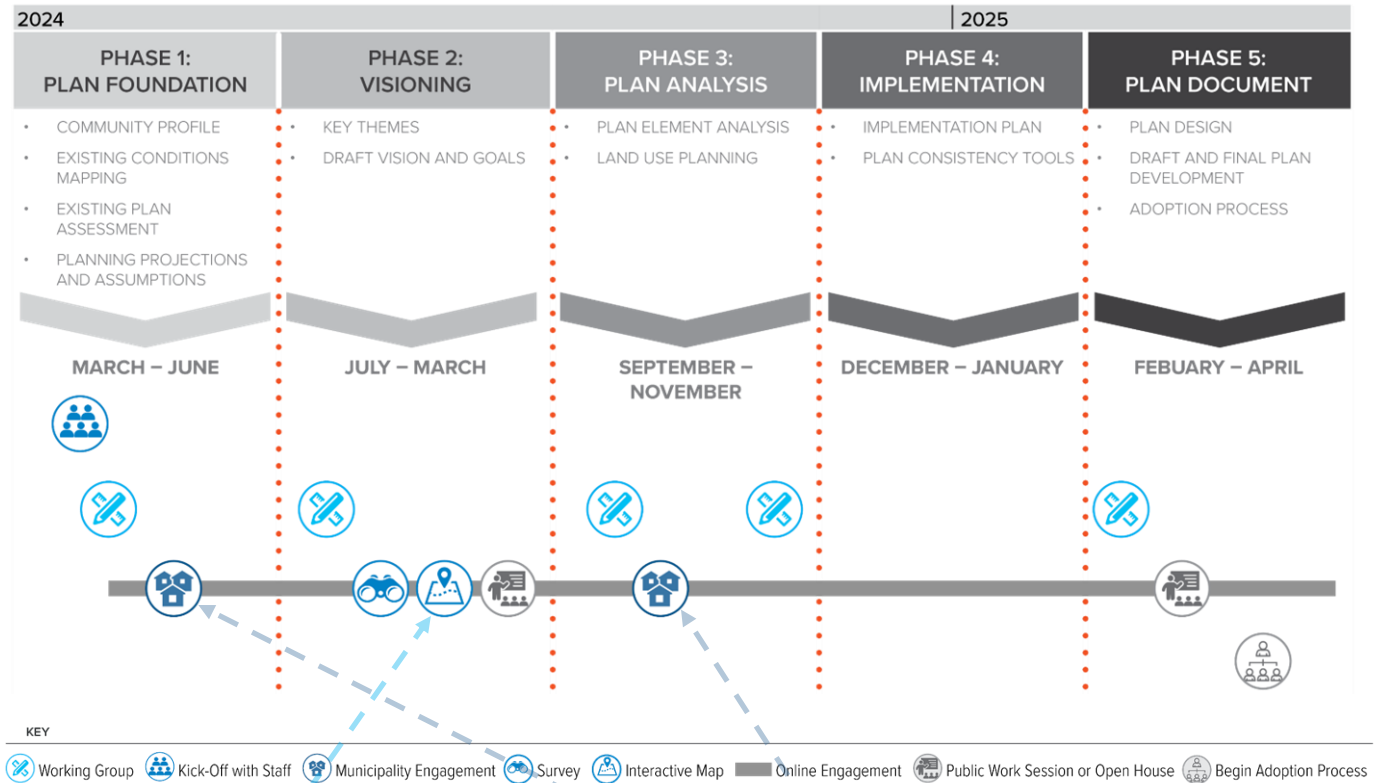 2024
2025
PHASE 1:
PLAN FOUNDATION
PHASE 2:
VISIONING
PHASE 3:
PLAN ANALYSIS
PHASE 4:
IMPLEMENTATION
PHASE 5:
PLAN DOCUMENT
• COMMUNITY PROFILE
• EXISTING CONDITIONS
MAPPING
• EXISTING PLAN
ASSESSMENT
• PLANNING PROJECTIONS
AND ASSUMPTIONS
• KEY THEMES
• DRAFT VISION AND GOALS
• PLAN ELEMENT ANALYSIS
• LAND USE PLANNING
• IMPLEMENTATION PLAN
• PLAN CONSISTENCY TOOLS
• PLAN DESIGN
• DRAFT AND FINAL PLAN
DEVELOPMENT
• ADOPTION PROCESS
MARCH – JUNE
JULY – MARCH
SEPTEMBER –
NOVEMBER
DECEMBER – JANUARY
FEBUARY – APRIL
KEY
Working Group
Kick-Off with Staff
Municipality Engagement
Survey
Interactive Map
Online Engagement
Public Work Session or Open House
Begin Adoption Process